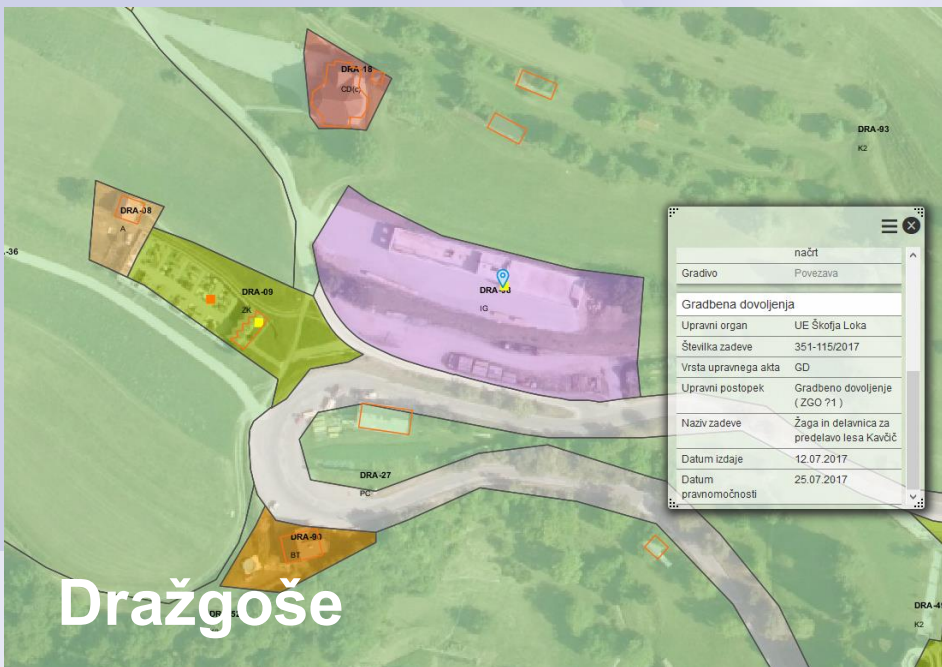 DRA-18
CD(c)
DRA-93
K2
DRA-08
A
-36
DRA-09
ZK
IG
načrt
Gradivo Povezava
Gradbena dovoljenja
Upravni organ UE Škofja Loka
Številka zadeve 351-115/2017
Vrsta upravnega akta GD
Upravni postopek Gradbeno dovoljenje
( ZGO ?1 )
Naziv zadeve Žaga in delavnica za
predelavo lesa Kavčič
Datum izdaje 12.07.2017
Datum 25.07.2017
pravnomočnosti
DRA-27
PC
BT
Dražgoše
K2